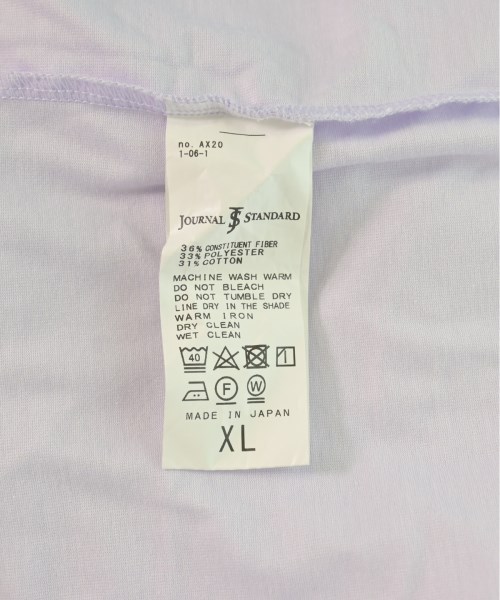 no. AX20
1-06-1
JOURNAL JS STANDARD
36% CONSTITUENT FIBER
33% POLYESTER
31% COTTON
MACHINE WASH WARM
DO NOT BLEACH
DO NOT TUMBLE DRY
LINE DRY IN THE SHADE
WARM IRON
DRY CLEAN
WET CLEAN
40
F W
MADE IN JAPAN
XL